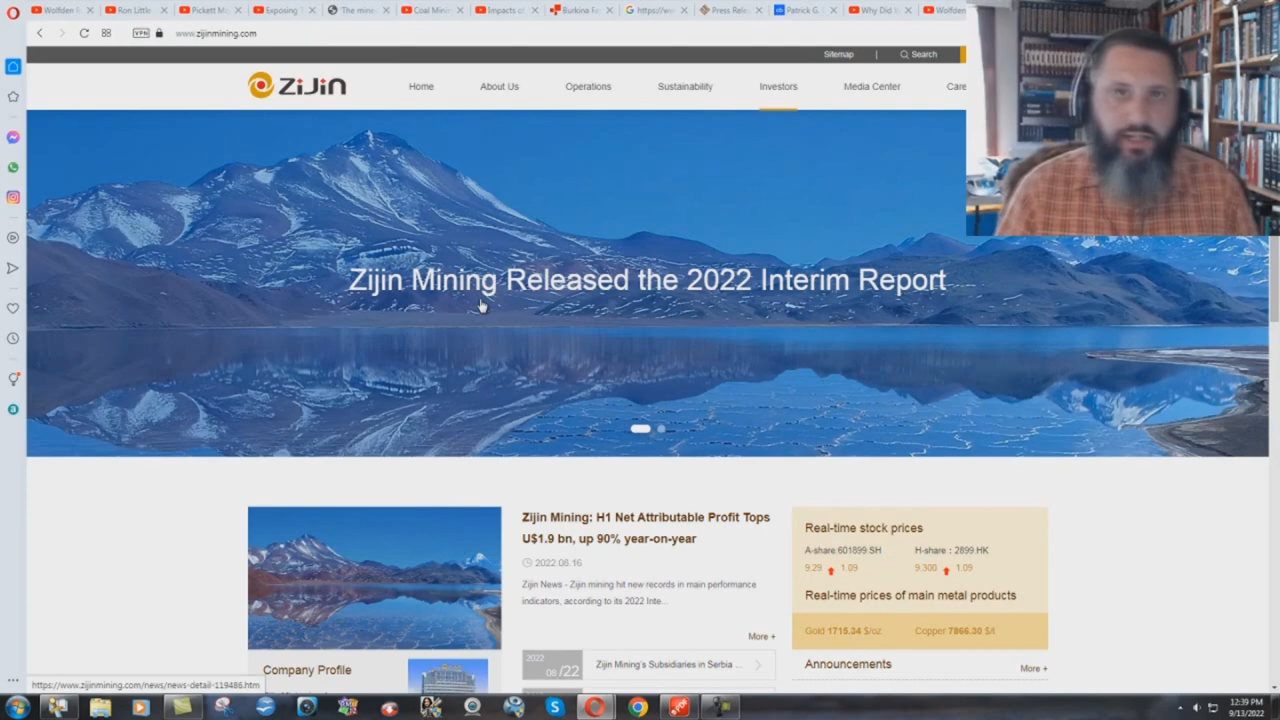 Wolfden R
Ron Little
Pickett M
Exposing
The mine
Coal Mini
Impacts o
Burkina Fa
https://ww
Press Rele
Patrick G.
Why Did
Wolfden
88
VPN
www.zijinmining.com
Sitemap | Search
ZiJin
Home
About Us
Operations
Sustainability
Investors
Media Center
Care
Zijin Mining Released the 2022 Interim Report
Zijin Mining: H1 Net Attributable Profit Tops
U$1.9 bn, up 90% year-on-year
2022.08.16
Zijin News - Zijin mining hit new records in main performance
indicators, according to its 2022 Inte...
More +
2022
08 /22
Zijin Mining's Subsidiaries in Serbia ...
Real-time stock prices
A-share:601899.SH
H-share : 2899.HK
9.29 1.09
9.300 1.09
Real-time prices of main metal products
Gold 1715.34 $/oz
Copper 7866.30 $/t
Announcements
More +
Company Profile
https://www.zijinmining.com/news/news-detail-119486.htm
12:39 PM
9/13/2022